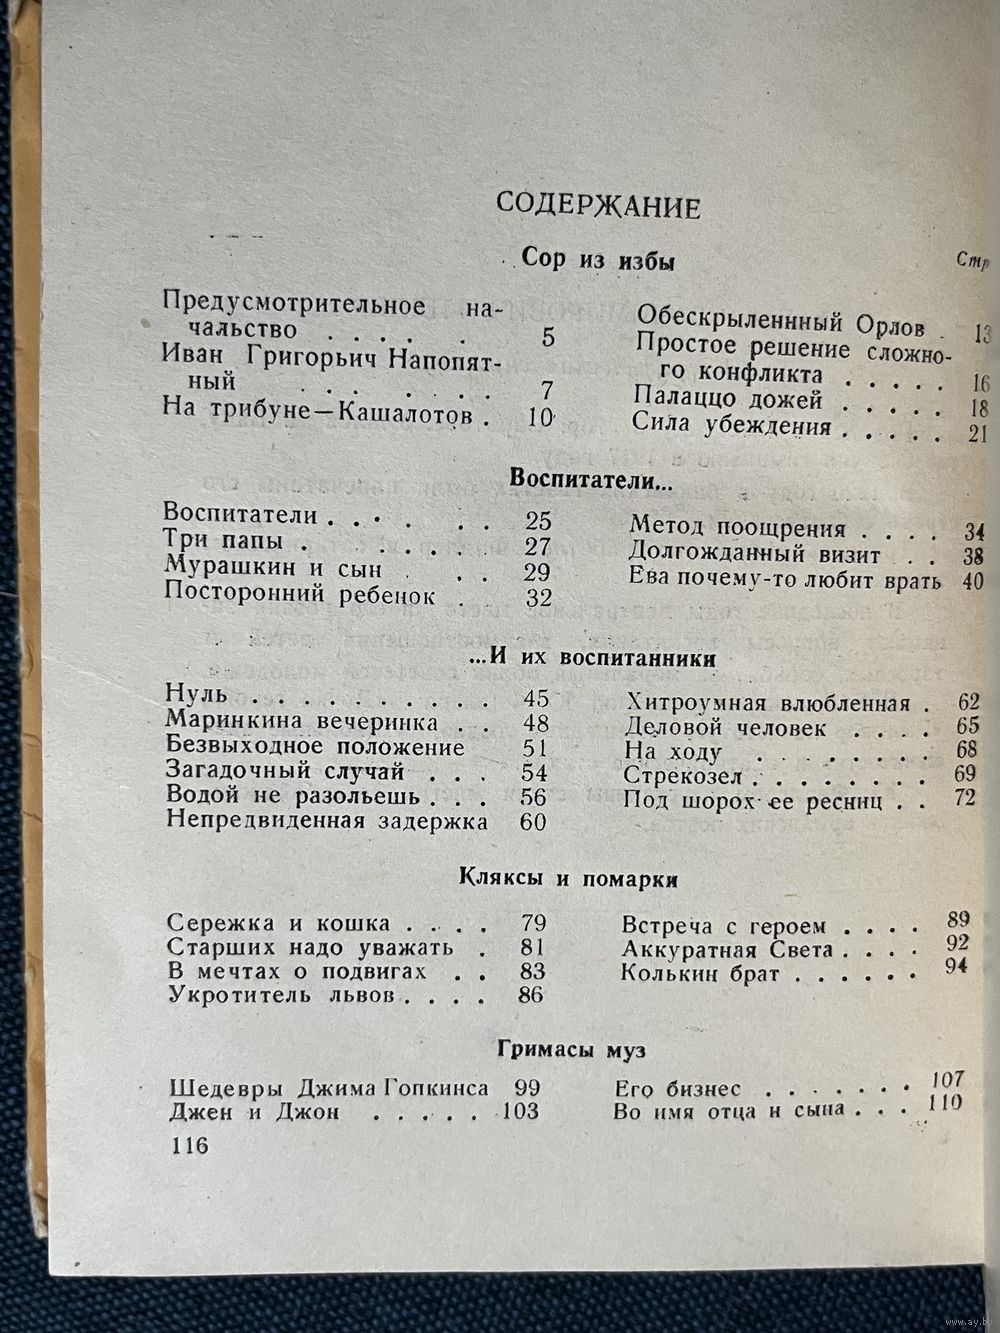 СОДЕРЖАНИЕ
Сор из избы
Стр
Предусмотрительное на-
чальство . . . . . 5
Иван Григорьич Напопят-
ный . . . . . 7
На трибуне—Кашалотов . 10
Обескрыленнный Орлов . 13
Простое решение сложно-
го конфликта . . . . . 16
Палаццо дожей . . . . . 18
Сила убеждения . . . . . 21
Воспитатели...
Воспитатели . . . . . . 25
Три папы . . . . . . 27
Мурашкин и сын . . . 29
Посторонний ребенок . 32
Метод поощрения . . . . 34
Долгожданный визит . . . 38
Ева почему-то любит врать 40
...И их воспитанники
Нуль . . . . . . . . . . 45
Маринкина вечеринка . . 48
Безвыходное положение 51
Загадочный случай . . . 54
Водой не разольешь . . . 56
Непредвиденная задержка 60
Хитроумная влюбленная . 62
Деловой человек . . . . 65
На ходу . . . . . . . 68
Стрекозел . . . . . . . . 69
Под шорох ее ресниц . . 72
Кляксы и помарки
Сережка и кошка . . . . 79
Старших надо уважать . 81
В мечтах о подвигах . . 83
Укротитель львов . . . . 86
Встреча с героем . . . . 89
Аккуратная Света . . . . 92
Колькин брат . . . . . . 94
Гримасы муз
Шедевры Джима Гопкинса 99
Джен и Джон . . . . . 103
Его бизнес . . . . . . . 107
Во имя отца и сына . . . 110
116
www.ay.by